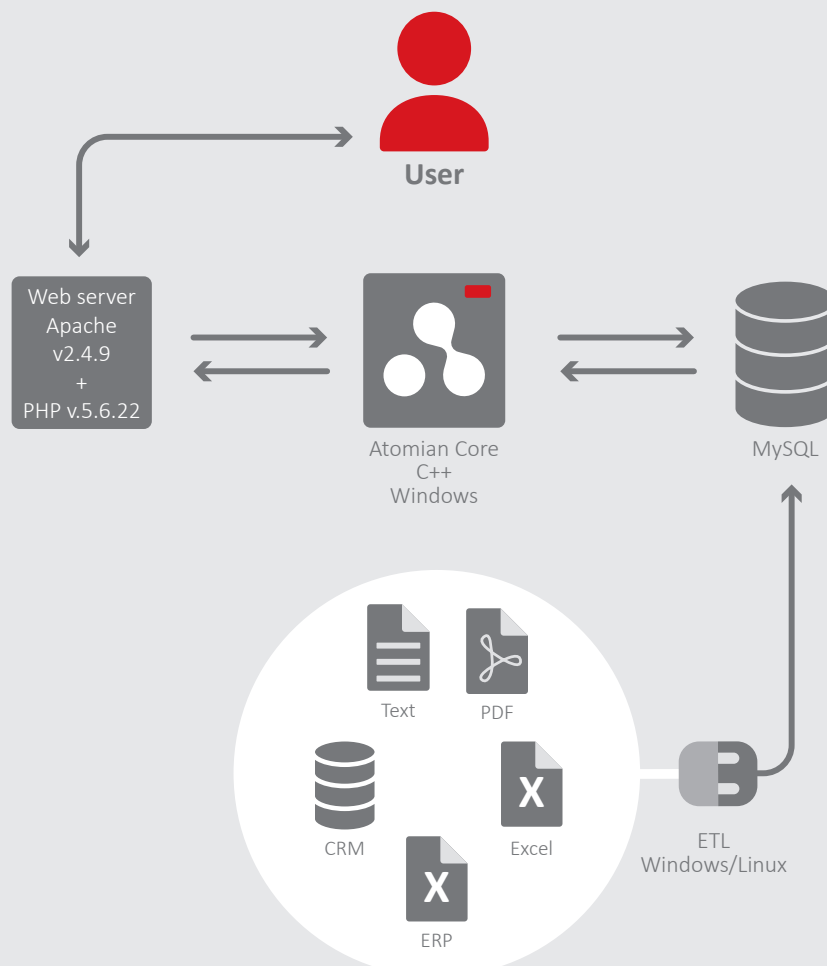 User
Web server
Apache
v2.4.9
+
PHP v.5.6.22
Atomian Core
C++
Windows
MySQL
Text
PDF
CRM
X
Excel
X
ERP
ETL
Windows/Linux